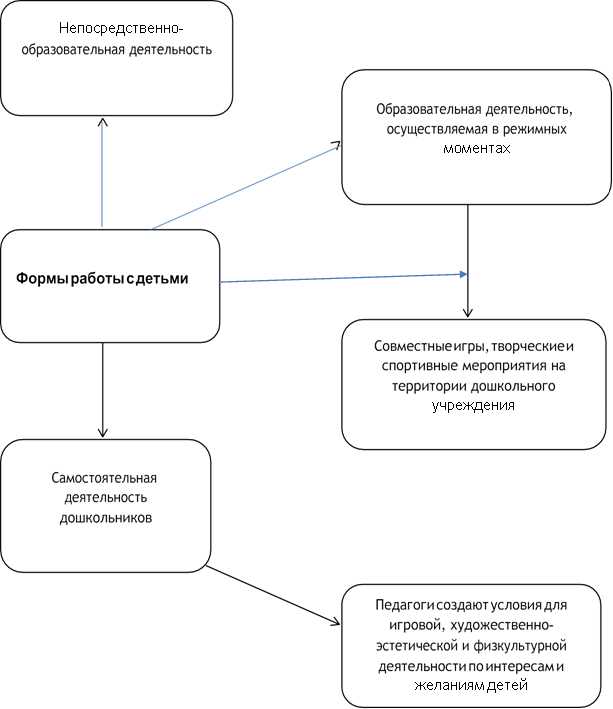 Непосредственно-
образовательная деятельность
Образовательная деятельность,
осуществляемая в режимных
моментах
Формы работы с детьми
Совместные игры, творческие и
спортивные мероприятия на
территории дошкольного
учреждения
Самостоятельная
деятельность
дошкольников
Педагоги создают условия для
игровой, художественно-
эстетической и физкультурной
деятельности по интересам и
желаниям детей